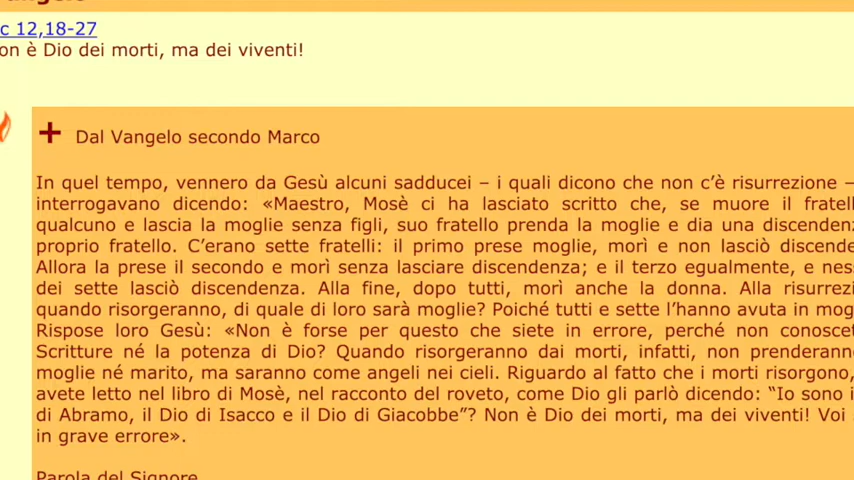 c 12,18-27
on è Dio dei morti, ma dei viventi!
+ Dal Vangelo secondo Marco
In quel tempo, vennero da Gesù alcuni sadducei – i quali dicono che non c’è risurrezione –
interrogavano dicendo: «Maestro, Mosè ci ha lasciato scritto che, se muore il fratell
qualcuno e lascia la moglie senza figli, suo fratello prenda la moglie e dia una discenden
proprio fratello. C’erano sette fratelli: il primo prese moglie, morì e non lasciò discende
Allora la prese il secondo e morì senza lasciare discendenza; e il terzo egualmente, e nes
dei sette lasciò discendenza. Alla fine, dopo tutti, morì anche la donna. Alla risurrezi
quando risorgeranno, di quale di loro sarà moglie? Poiché tutti e sette l’hanno avuta in mog
Rispose loro Gesù: «Non è forse per questo che siete in errore, perché non conoscet
Scritture né la potenza di Dio? Quando risorgeranno dai morti, infatti, non prenderann
moglie né marito, ma saranno come angeli nei cieli. Riguardo al fatto che i morti risorgono,
avete letto nel libro di Mosè, nel racconto del roveto, come Dio gli parlò dicendo: “Io sono i
di Abramo, il Dio di Isacco e il Dio di Giacobbe”? Non è Dio dei morti, ma dei viventi! Voi
in grave errore».
Parola del Signore